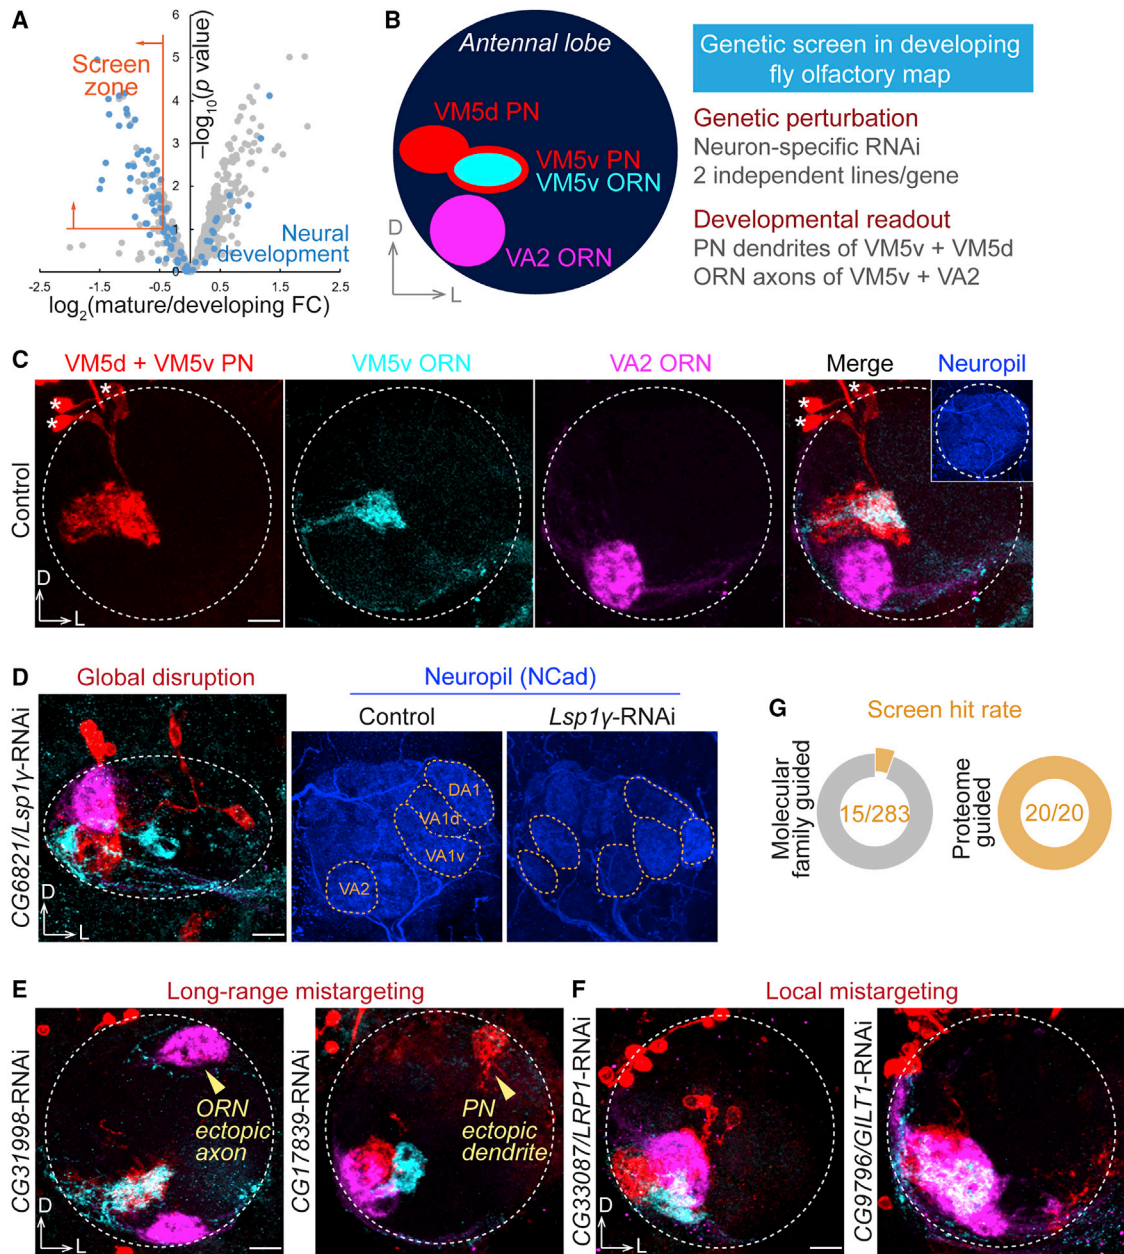 A
6
5
4
3
2
1
0
–log10(p value)
Screen
zone
Neural
development
-2.5
-1.5
-0.5
0.5
1.5
2.5
log2(mature/developing FC)
B
Antennal lobe
VM5d PN
VM5v PN
VM5v ORN
VA2 ORN
D
L
Genetic screen in developing
fly olfactory map
Genetic perturbation
Neuron-specific RNAi
2 independent lines/gene
Developmental readout
PN dendrites of VM5v + VM5d
ORN axons of VM5v + VA2
C
VM5d + VM5v PN
VM5v ORN
VA2 ORN
Merge
Neuropil
Control
*
*
*
*
*
*
D
L
D
Global disruption
CG6821/Lsp1γ-RNAi
D
L
Neuropil (NCad)
Control
Lsp1γ-RNAi
DA1
VA1d
VA1v
VA2
G
Screen hit rate
Molecular
family guided
15/283
Proteome
guided
20/20
E
Long-range mistargeting
CG31998-RNAi
ORN
ectopic
axon
D
L
CG17839-RNAi
PN
ectopic
dendrite
F
Local mistargeting
CG33087/LRP1-RNAi
D
L
CG9796/GILT1-RNAi